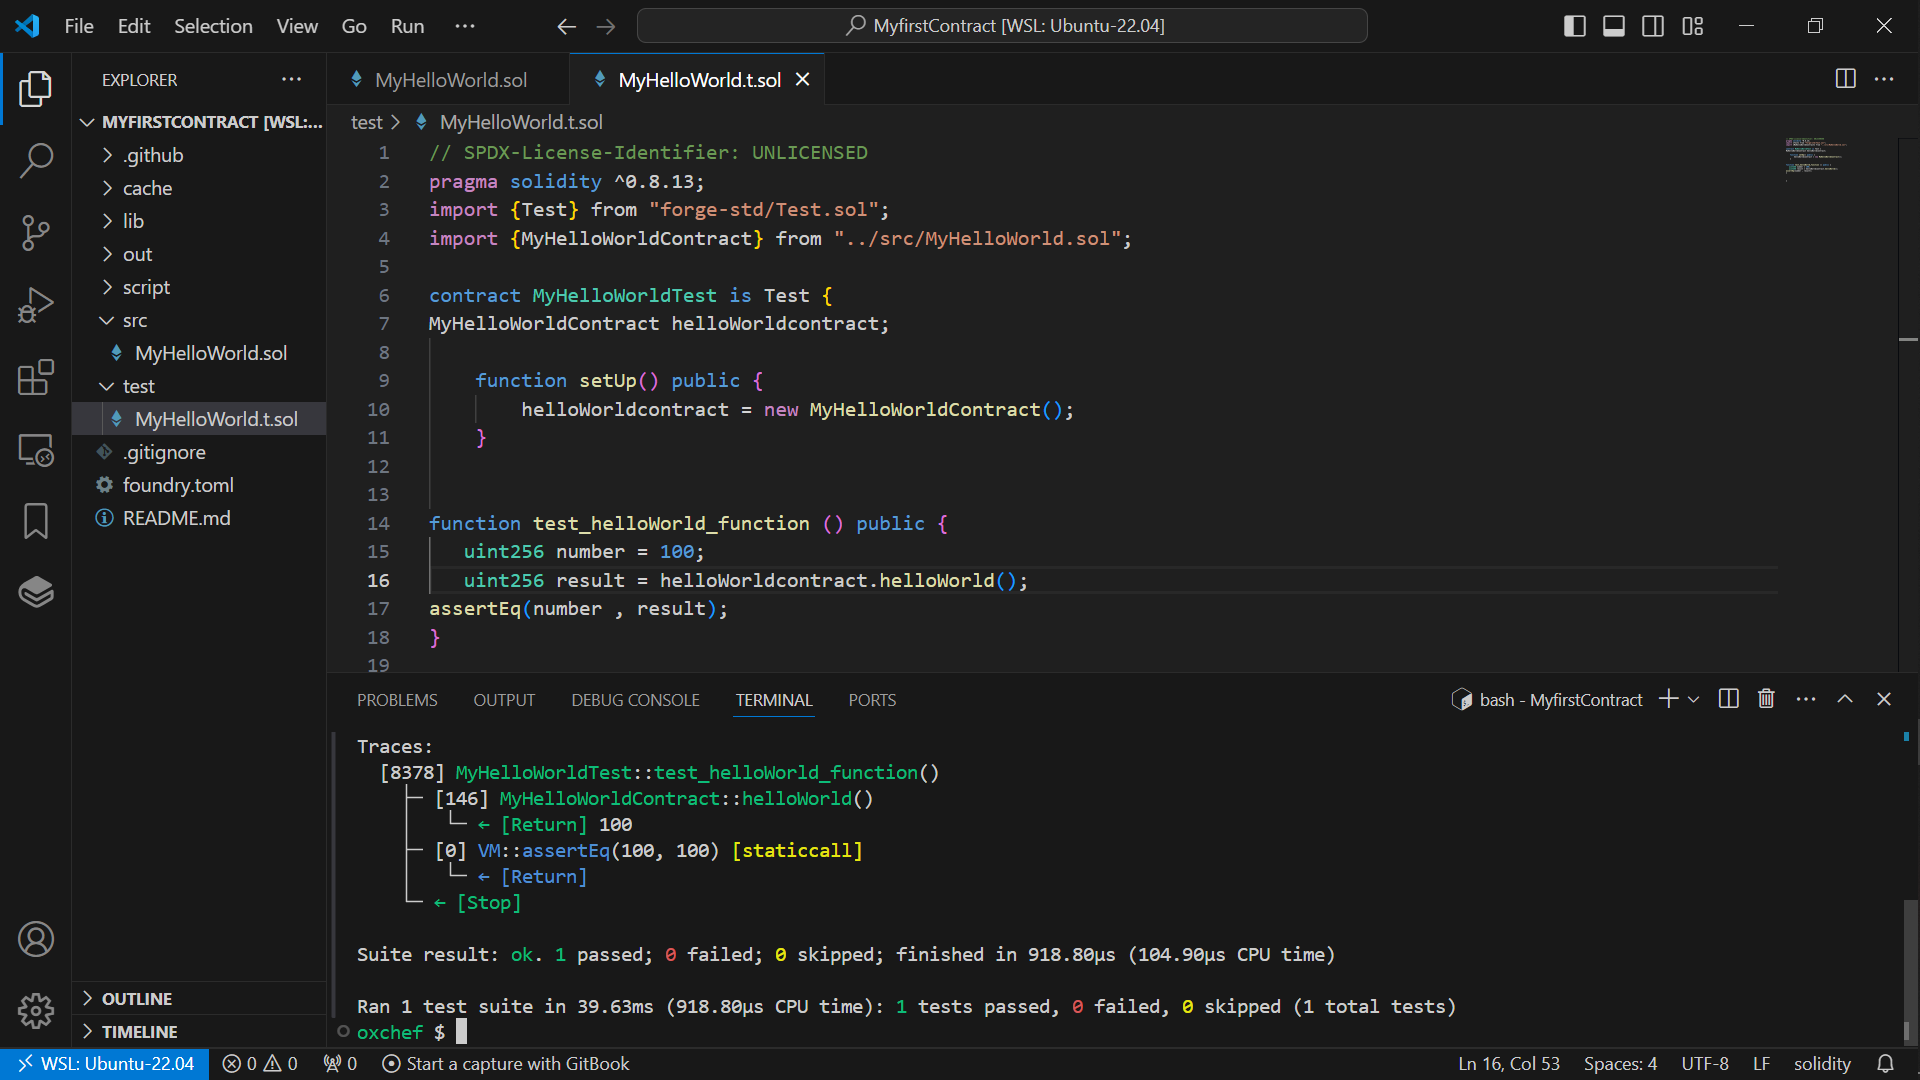 File Edit Selection View Go Run ··· MyfirstContract [WSL: Ubuntu-22.04]
EXPLORER
MYFIRSTCONTRACT [WSL:...
.github
cache
lib
out
script
src
MyHelloWorld.sol
test
MyHelloWorld.t.sol
.gitignore
foundry.toml
README.md
OUTLINE
TIMELINE
MyHelloWorld.sol MyHelloWorld.t.sol
test > MyHelloWorld.t.sol
1 // SPDX-License-Identifier: UNLICENSED
2 pragma solidity ^0.8.13;
3 import {Test} from "forge-std/Test.sol";
4 import {MyHelloWorldContract} from "../src/MyHelloWorld.sol";
5
6 contract MyHelloWorldTest is Test {
7 MyHelloWorldContract helloWorldcontract;
8
9 function setUp() public {
10 helloWorldcontract = new MyHelloWorldContract();
11 }
12
13
14 function test_helloWorld_function () public {
15 uint256 number = 100;
16 uint256 result = helloWorldcontract.helloWorld();
17 assertEq(number , result);
18 }
19
PROBLEMS OUTPUT DEBUG CONSOLE TERMINAL PORTS bash - MyfirstContract
Traces:
[8378] MyHelloWorldTest::test_helloWorld_function()
├─ [146] MyHelloWorldContract::helloWorld()
│ └─ ← [Return] 100
├─ [0] VM::assertEq(100, 100) [staticcall]
│ └─ ← [Return]
└─ ← [Stop]
Suite result: ok. 1 passed; 0 failed; 0 skipped; finished in 918.80µs (104.90µs CPU time)
Ran 1 test suite in 39.63ms (918.80µs CPU time): 1 tests passed, 0 failed, 0 skipped (1 total tests)
oxchef $
WSL: Ubuntu-22.04 0 0 0 Start a capture with GitBook Ln 16, Col 53 Spaces: 4 UTF-8 LF solidity